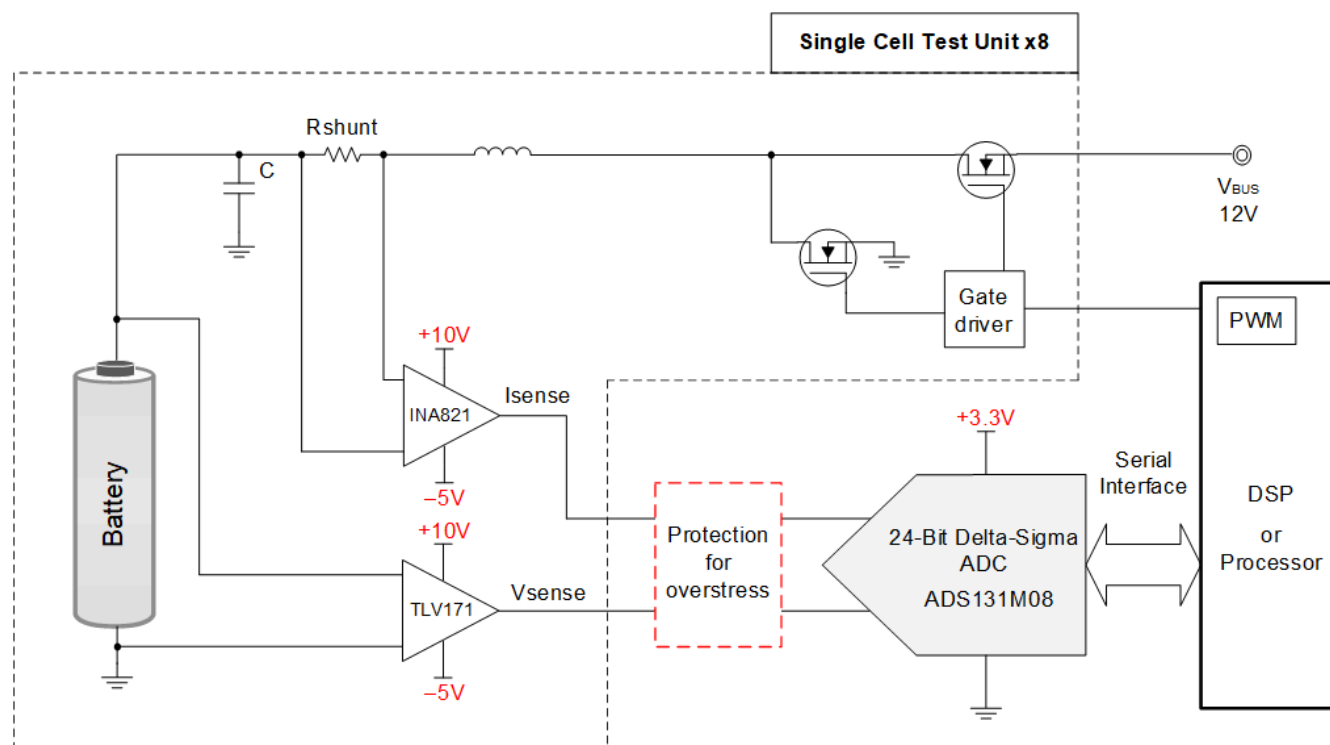 Single Cell Test Unit x8
Rshunt
C
VBUS
12V
Gate
driver
PWM
+10V
INA821
Isense
–5V
+3.3V
Serial
Interface
DSP
or
Processor
Battery
Protection
for
overstress
24-Bit Delta-Sigma
ADC
ADS131M08
+10V
TLV171
Vsense
–5V